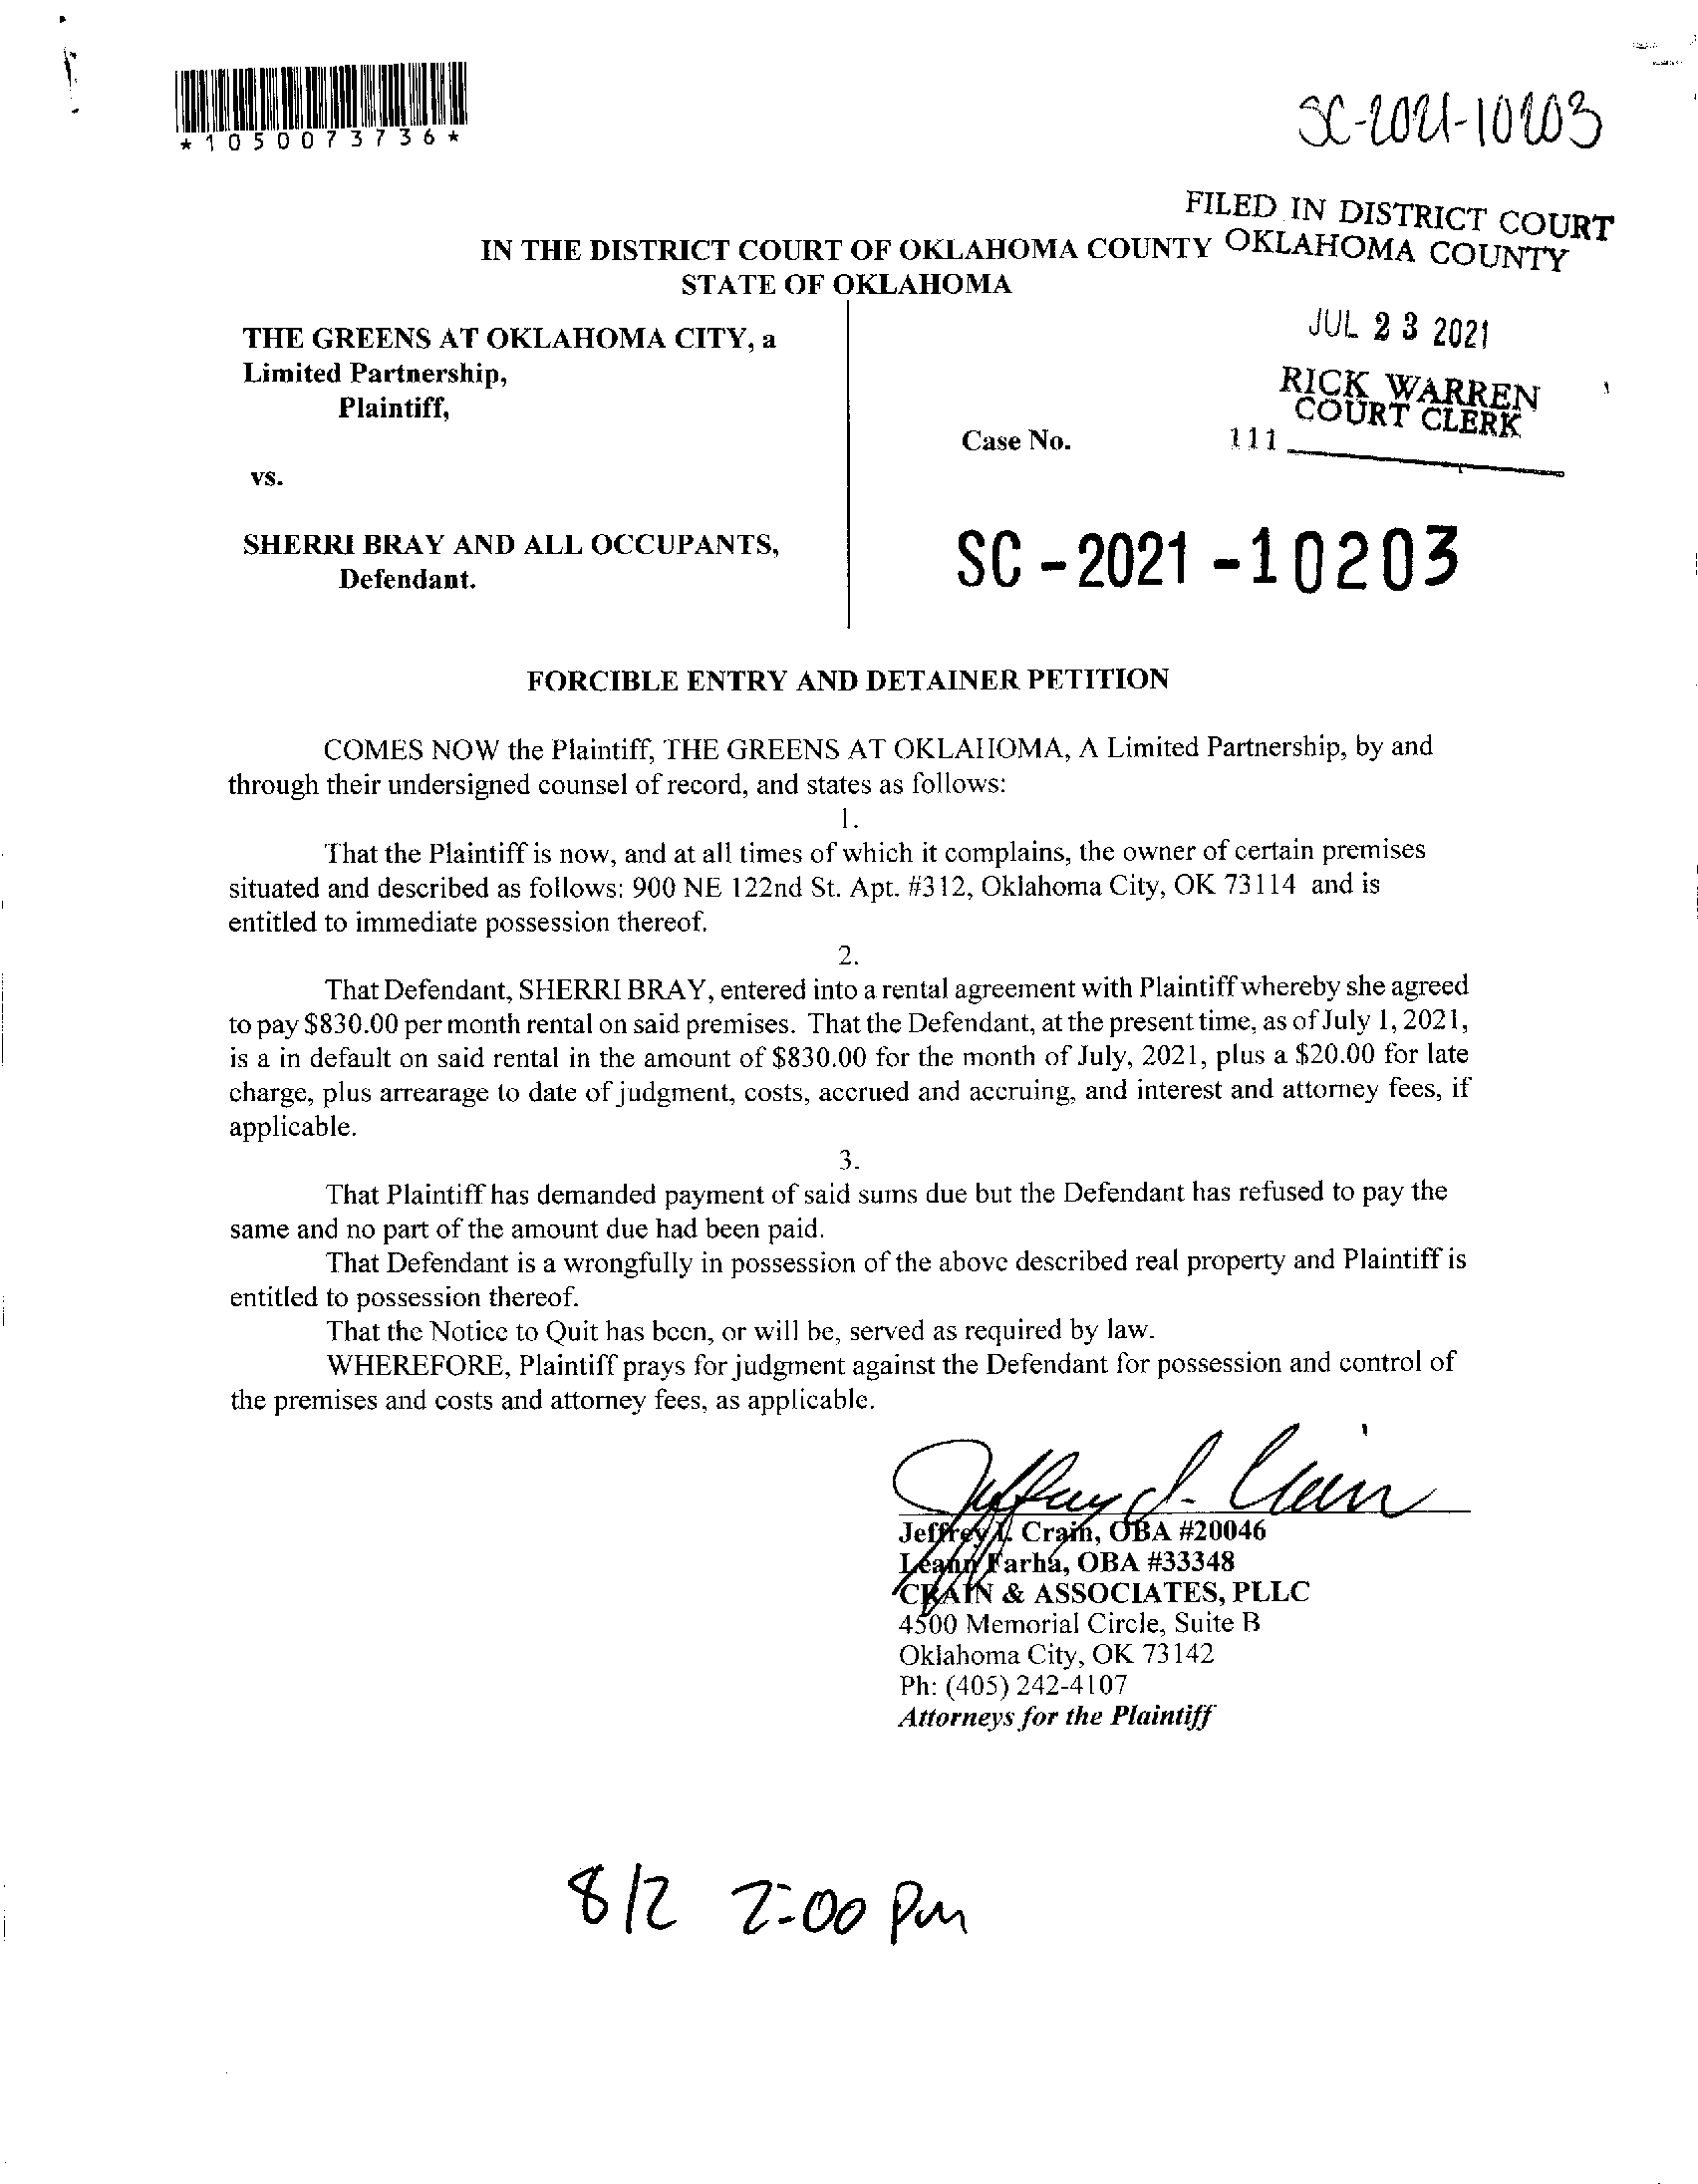 *1050073736*
SC-2021-10203
FILED IN DISTRICT COURT
OKLAHOMA COUNTY
IN THE DISTRICT COURT OF OKLAHOMA COUNTY
STATE OF OKLAHOMA
JUL 23 2021
THE GREENS AT OKLAHOMA CITY, a
Limited Partnership,
Plaintiff,
RICK WARREN
COURT CLERK
Case No.
111
vs.
SHERRI BRAY AND ALL OCCUPANTS,
Defendant.
SC-2021-10203
FORCIBLE ENTRY AND DETAINER PETITION
COMES NOW the Plaintiff, THE GREENS AT OKLAHOMA, A Limited Partnership, by and
through their undersigned counsel of record, and states as follows:
1.
That the Plaintiff is now, and at all times of which it complains, the owner of certain premises
situated and described as follows: 900 NE 122nd St. Apt. #312, Oklahoma City, OK 73114 and is
entitled to immediate possession thereof.
2.
That Defendant, SHERRI BRAY, entered into a rental agreement with Plaintiff whereby she agreed
to pay $830.00 per month rental on said premises. That the Defendant, at the present time, as of July 1, 2021,
is a in default on said rental in the amount of $830.00 for the month of July, 2021, plus a $20.00 for late
charge, plus arrearage to date of judgment, costs, accrued and accruing, and interest and attorney fees, if
applicable.
3.
That Plaintiff has demanded payment of said sums due but the Defendant has refused to pay the
same and no part of the amount due had been paid.
That Defendant is a wrongfully in possession of the above described real property and Plaintiff is
entitled to possession thereof.
That the Notice to Quit has been, or will be, served as required by law.
WHEREFORE, Plaintiff prays for judgment against the Defendant for possession and control of
the premises and costs and attorney fees, as applicable.
Jeffrey Crain, OBA #20046
Leann Farha, OBA #33348
CRAIN & ASSOCIATES, PLLC
4500 Memorial Circle, Suite B
Oklahoma City, OK 73142
Ph: (405) 242-4107
Attorneys for the Plaintiff
8/2 2:00 pm